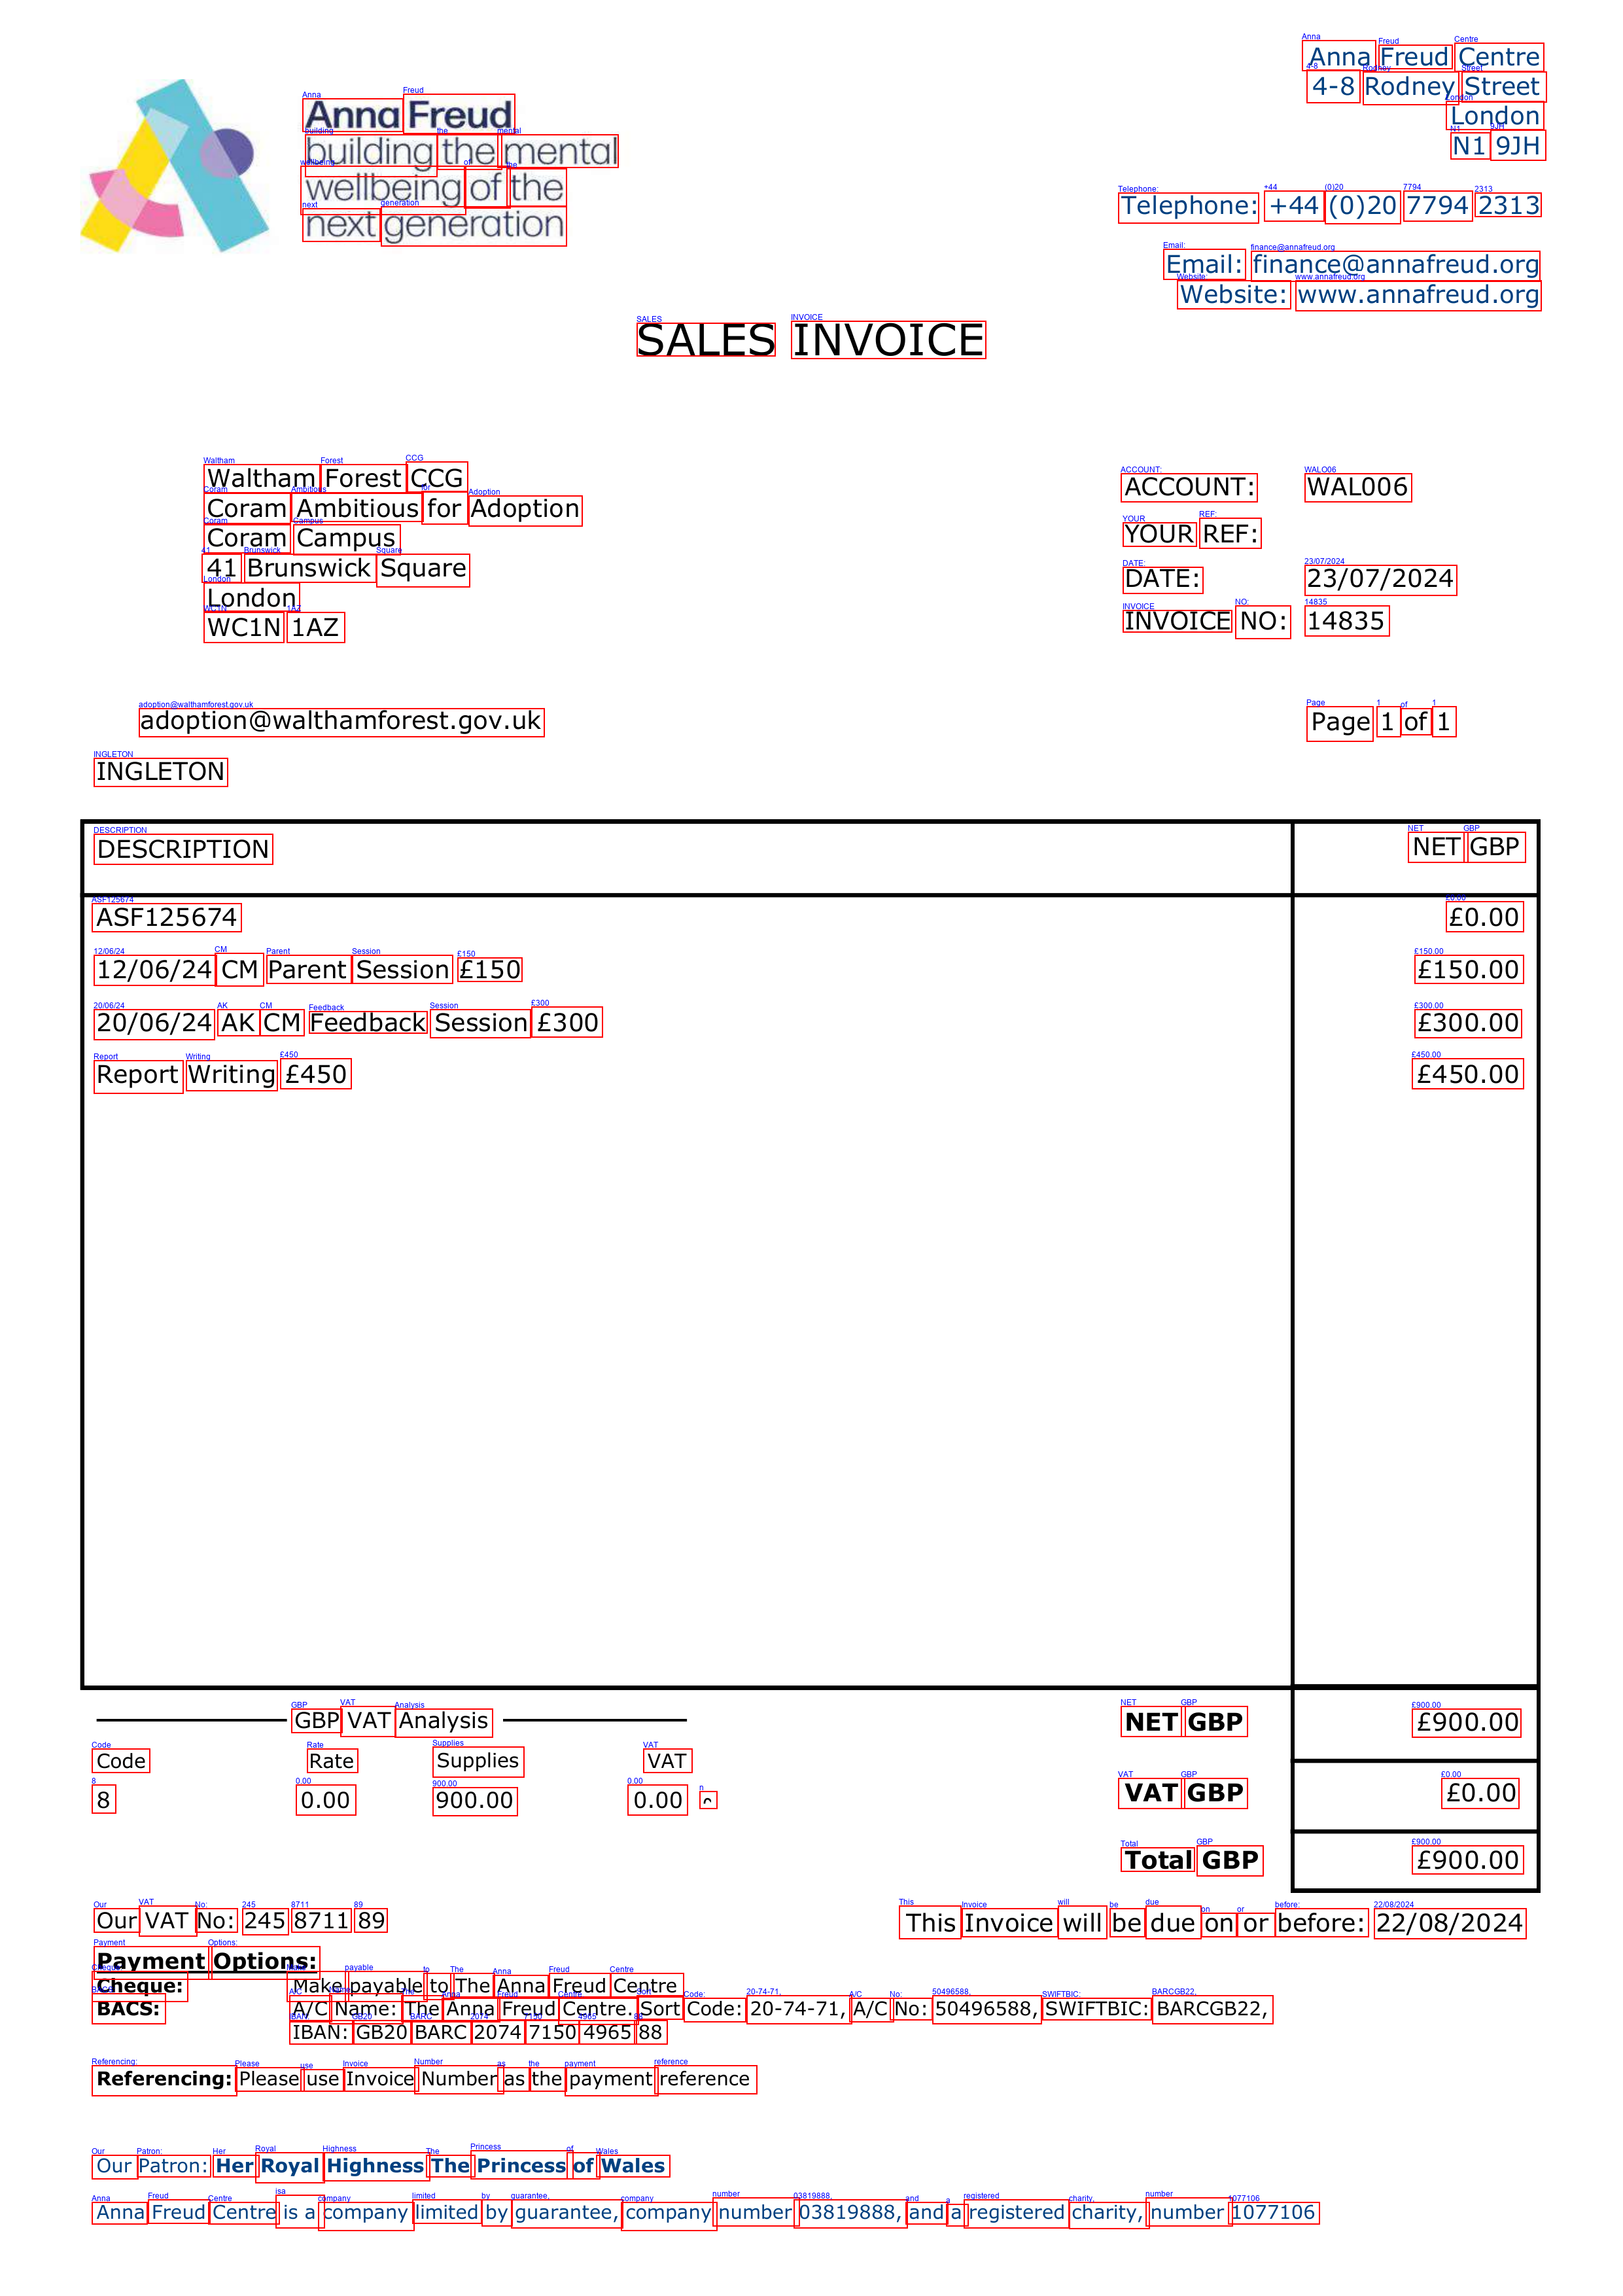 Anna Freud Centre
4-8 Rodney Street
London
N1 9JH
Anna Freud
building the mental
wellbeing of the
next generation
Telephone: +44 (0)20 7794 2313
Email: finance@annafreud.org
Website: www.annafreud.org
SALES INVOICE
Waltham Forest CCG
Coram Ambitious for Adoption
Coram Campus
41 Brunswick Square
London
WC1N 1AZ
ACCOUNT: WAL006
YOUR REF:
DATE: 23/07/2024
INVOICE NO: 14835
adoption@walthamforest.gov.uk
Page 1 of 1
INGLETON
DESCRIPTION NET GBP
ASF125674 £0.00
12/06/24 CM Parent Session £150 £150.00
20/06/24 AK CM Feedback Session £300 £300.00
Report Writing £450 £450.00
GBP VAT Analysis
Code Rate Supplies VAT
8 0.00 900.00 0.00
NET GBP £900.00
VAT GBP £0.00
Total GBP £900.00
Our VAT No: 245 8711 89
This Invoice will be due on or before: 22/08/2024
Payment Options:
Cheque: Make payable to The Anna Freud Centre
BACS: A/C Name: The Anna Freud Centre. Sort Code: 20-74-71, A/C No: 50496588, SWIFTBIC: BARCGB22,
IBAN: GB20 BARC 2074 7150 4965 88
Referencing: Please use Invoice Number as the payment reference
Our Patron: Her Royal Highness The Princess of Wales
Anna Freud Centre is a company limited by guarantee, company number 03819888, and a registered charity, number 1077106